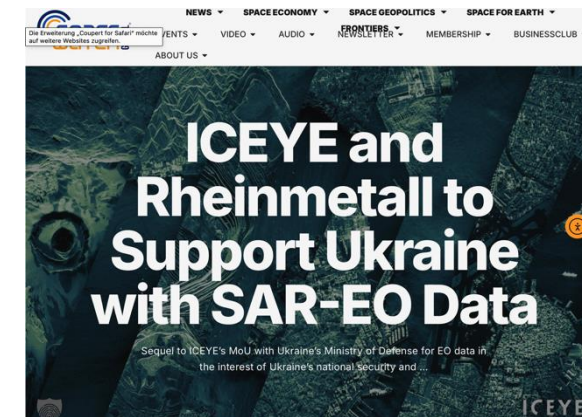 NEWS SPACE ECONOMY SPACE GEOPOLITICS SPACE FOR EARTH
FRONTIERS
Die Erweiterung „Coupert für Safari" möchte
auf weitere Websites zugreifen.
EVENTS VIDEO AUDIO NEWSLETTER MEMBERSHIP BUSINESSCLUB
ABOUT US
ICEYE and
Rheinmetall to
Support Ukraine
with SAR-EO Data
Sequel to ICEYE's MoU with Ukraine's Ministry of Defense for EO data in
the interest of Ukraine's national security and ...
ICEYE